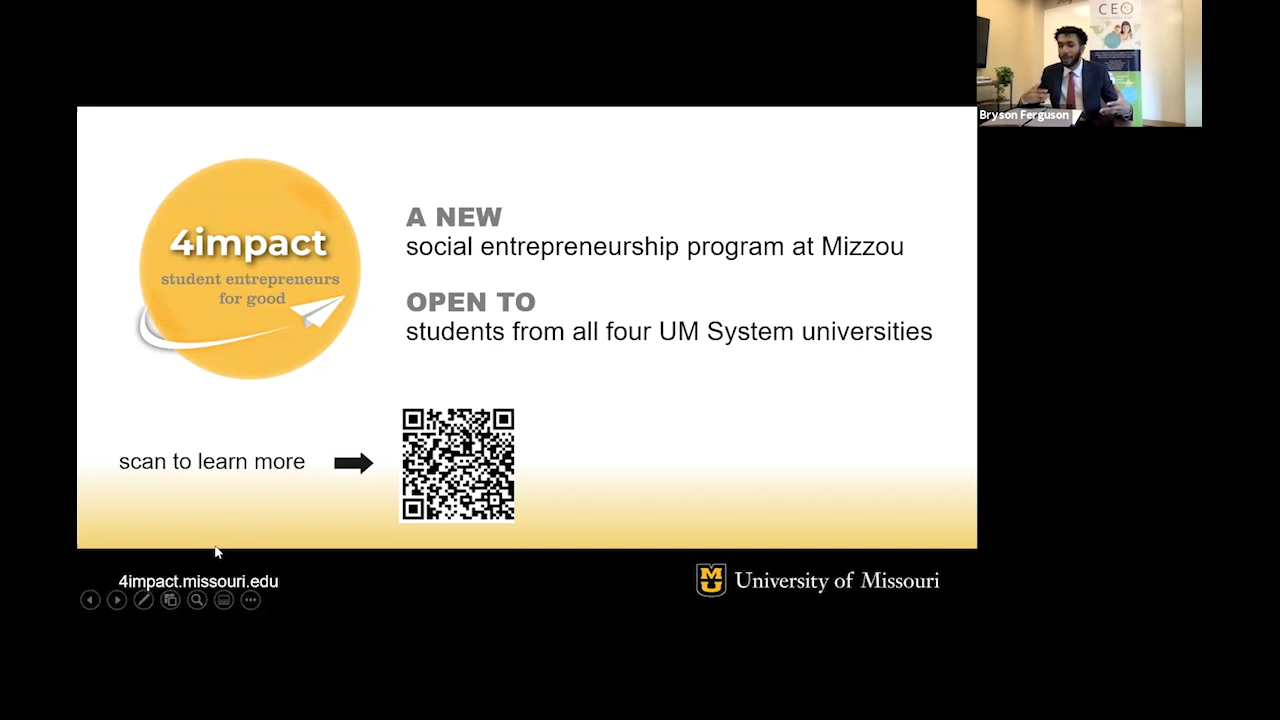 CEO
Bryson Ferguson
4impact
student entrepreneurs
for good
A NEW
social entrepreneurship program at Mizzou
OPEN TO
students from all four UM System universities
scan to learn more
4impact.missouri.edu
MU
University of Missouri